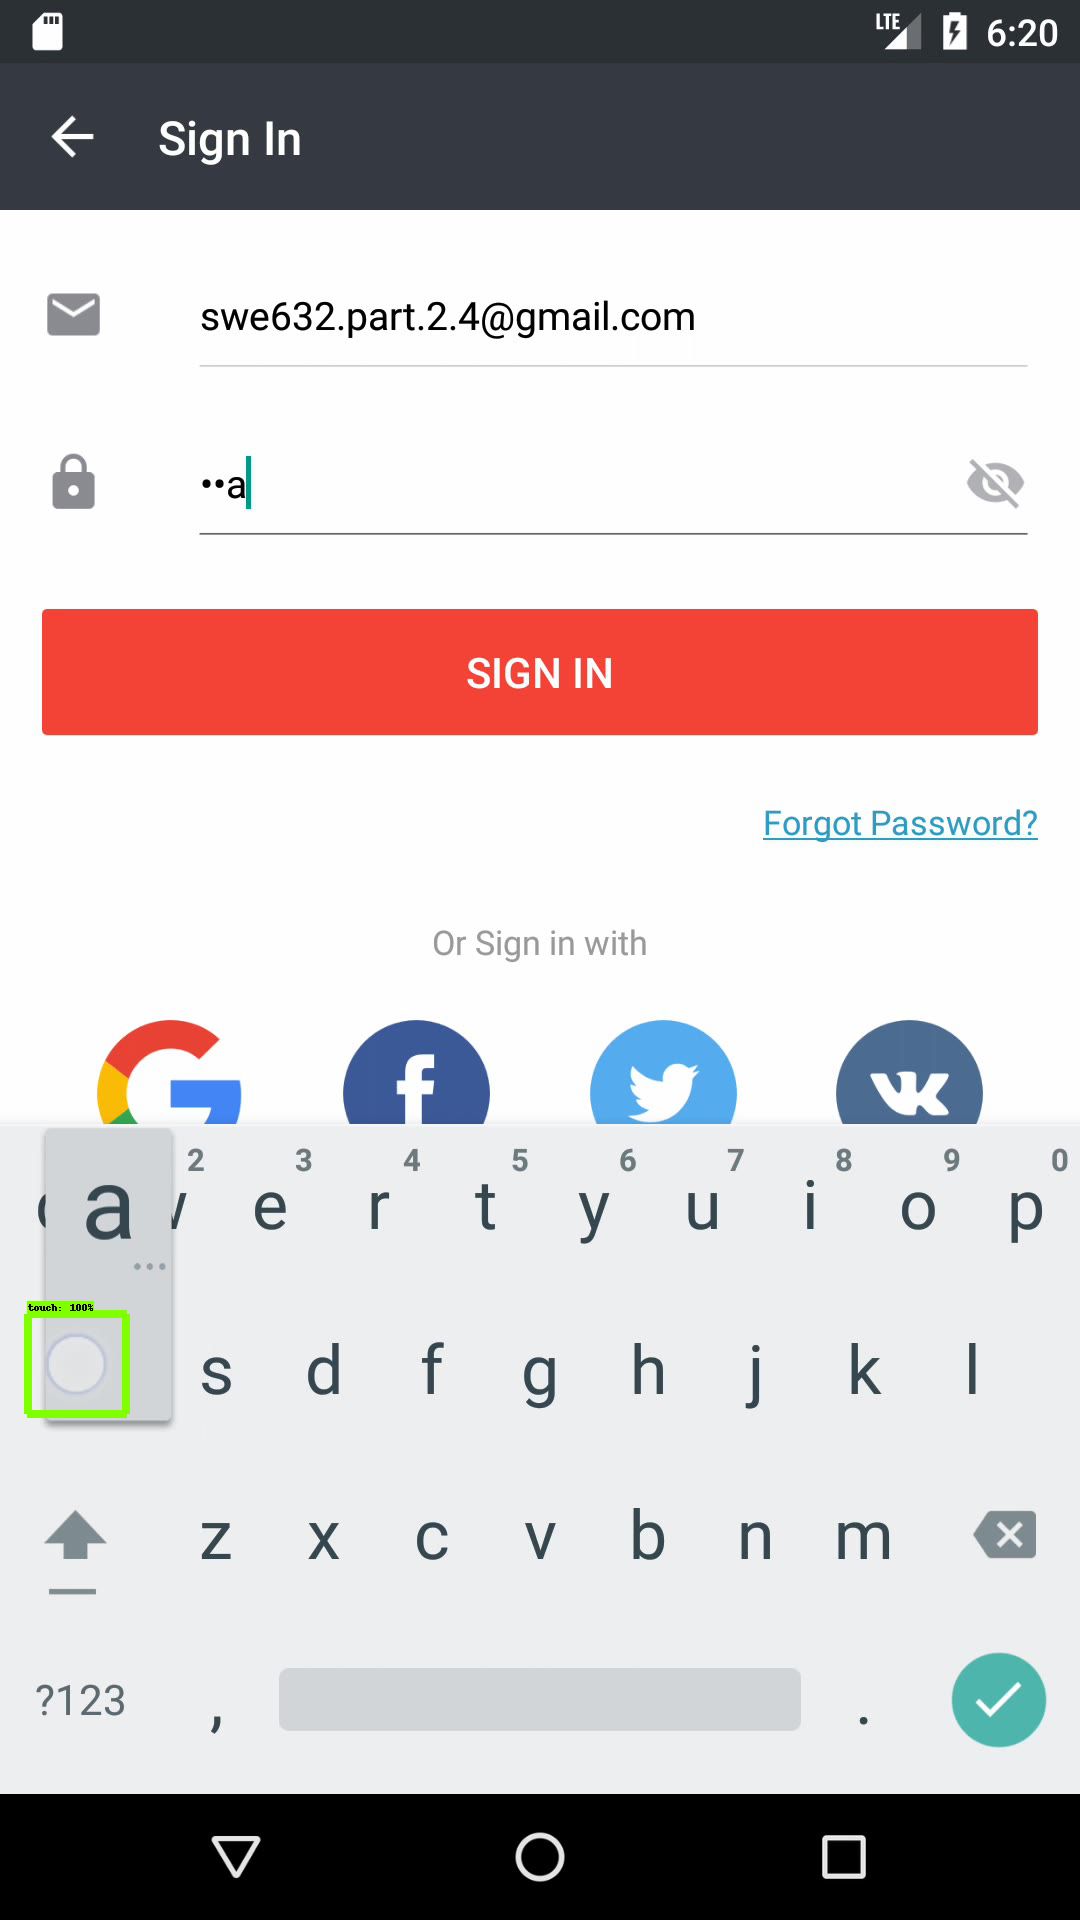 LTE 6:20
Sign In
swe632.part.2.4@gmail.com
••a
SIGN IN
Forgot Password?
Or Sign in with
2 3 4 5 6 7 8 9 0
a e r t y u i o p
...
touch: 100%
s d f g h j k l
z x c v b n m
?123 , .